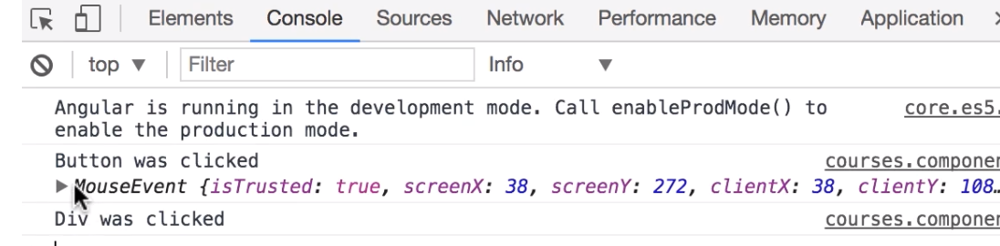 Elements Console Sources Network Performance Memory Application
top ▼ Filter Info ▼
Angular is running in the development mode. Call enableProdMode() to core.es5.
enable the production mode.
Button was clicked courses.componen
▶ MouseEvent {isTrusted: true, screenX: 38, screenY: 272, clientX: 38, clientY: 108…
Div was clicked courses.componen